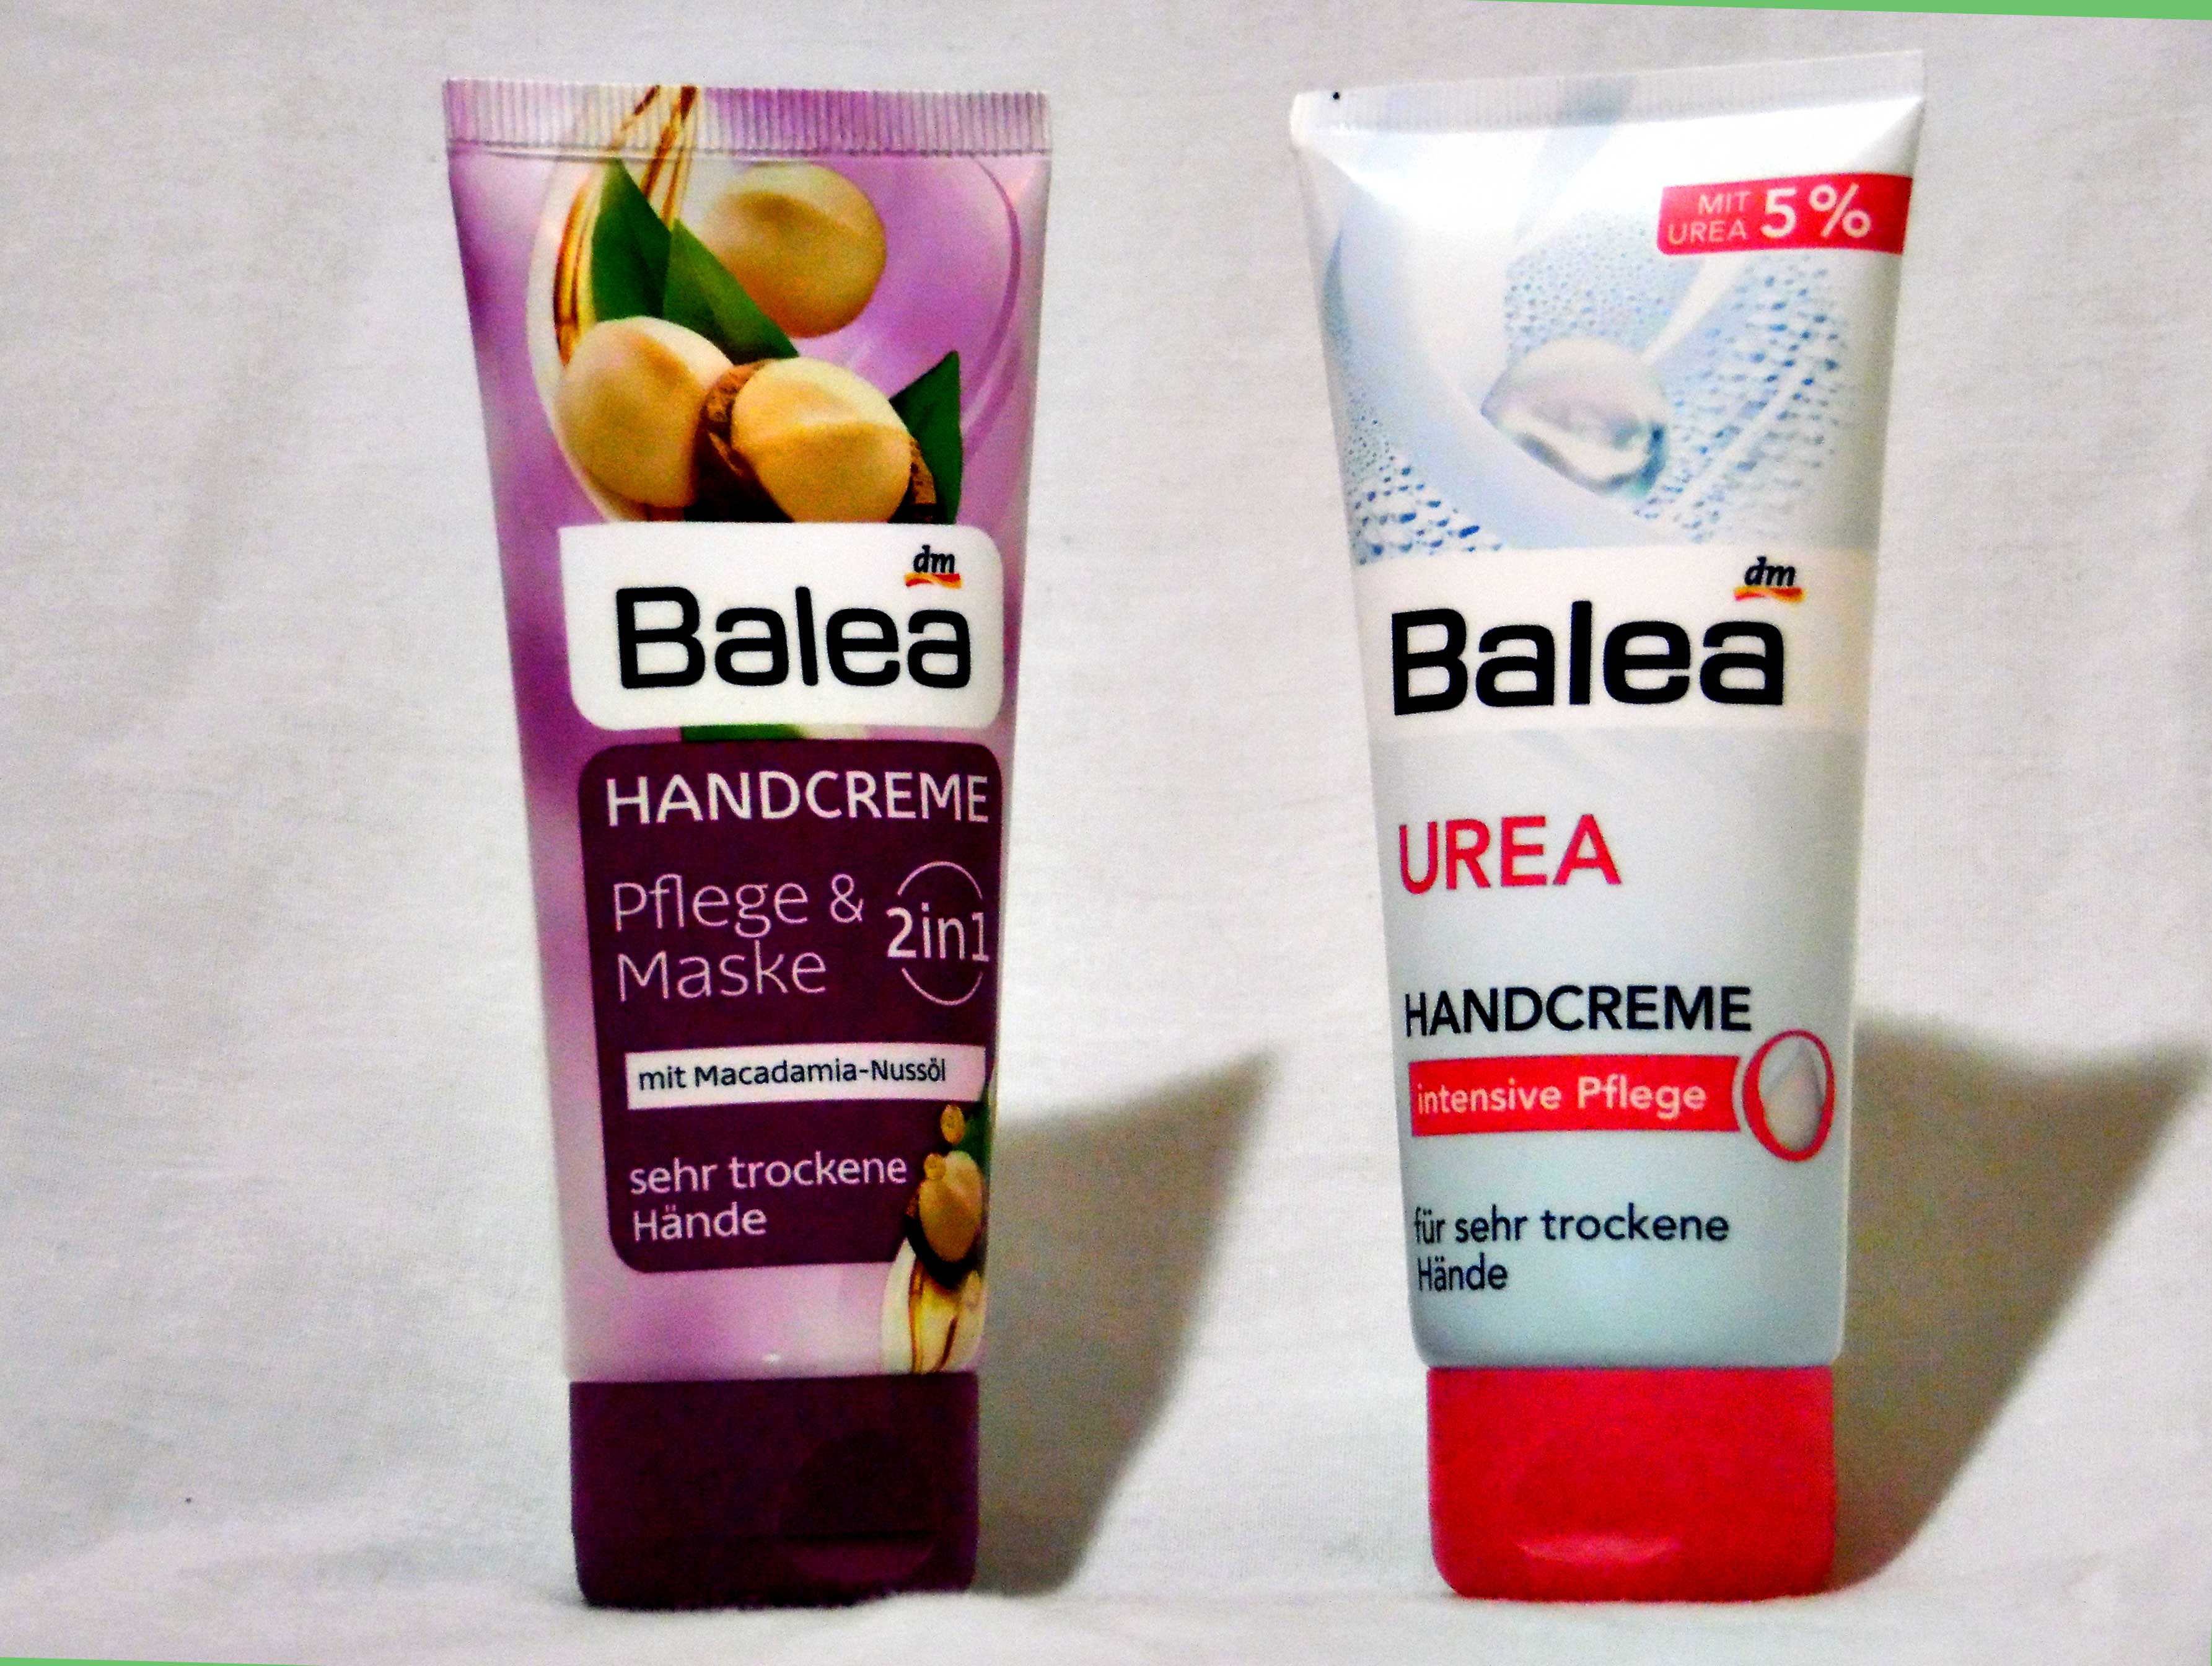 dm
Balea
HANDCREME
Pflege &
Maske
2in1
mit Macadamia-Nussöl
sehr trockene
Hände
MIT
UREA 5%
dm
Balea
UREA
HANDCREME
intensive Pflege
für sehr trockene
Hände